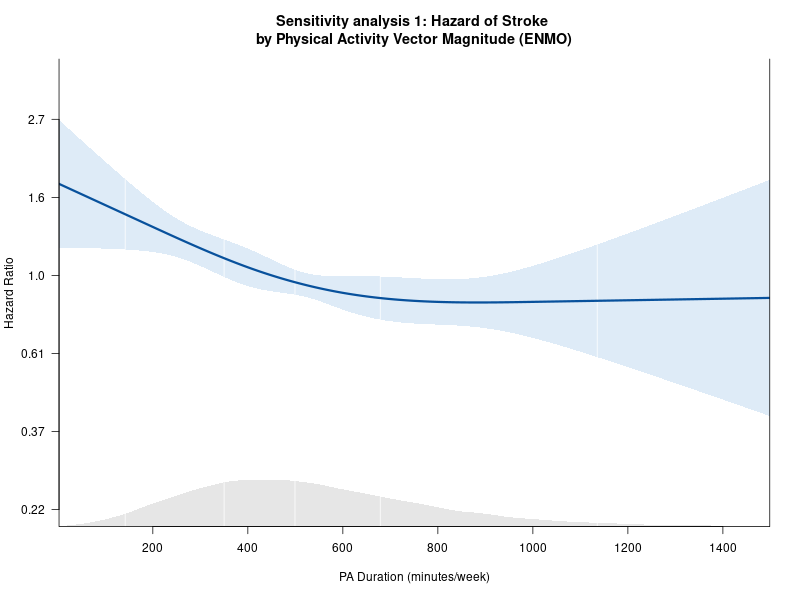 Sensitivity analysis 1: Hazard of Stroke
by Physical Activity Vector Magnitude (ENMO)
Hazard Ratio
2.7
1.6
1.0
0.61
0.37
0.22
200 400 600 800 1000 1200 1400
PA Duration (minutes/week)